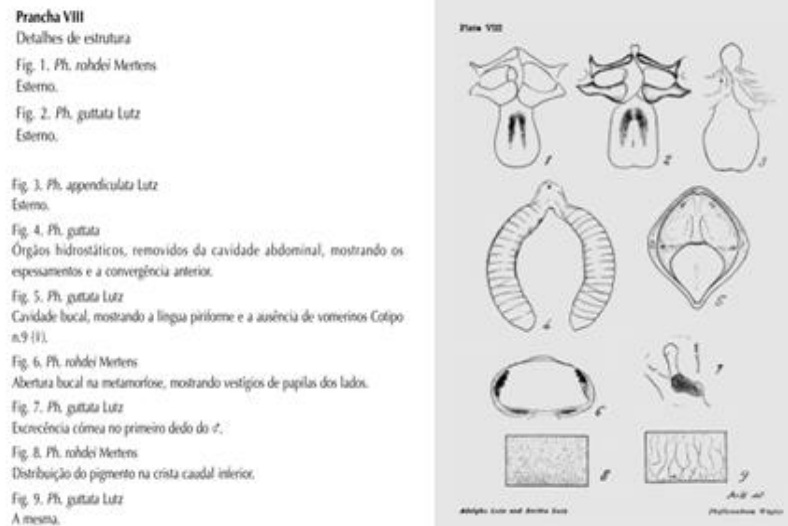 Prancha VIII
Detalhes de estrutura
Fig. 1. Ph. rohdei Mertens
Esterno.
Fig. 2. Ph. guttata Lutz
Esterno.
Fig. 3. Ph. appendiculata Lutz
Esterno.
Fig. 4. Ph. guttata
Órgãos hidrostáticos, removidos da cavidade abdominal, mostrando os
espessamentos e a convergência anterior.
Fig. 5. Ph. guttata Lutz
Cavidade bucal, mostrando a língua piriforme e a ausência de vomerinos Cotipo
n.9
Fig. 6. Ph. rohdei Mertens
Abertura bucal na metamorfose, mostrando vestígios de papilas dos lados.
Fig. 7. Ph. guttata Lutz
Excrecência córnea no primeiro dedo do ♂.
Fig. 8. Ph. rohdei Mertens
Distribuição do pigmento na crista caudal inferior.
Fig. 9. Ph. guttata Lutz
A mesma.
Plate VIII
1 2 3
4 5
6 7
8 9
Adolpho Lutz and Bertha Lutz